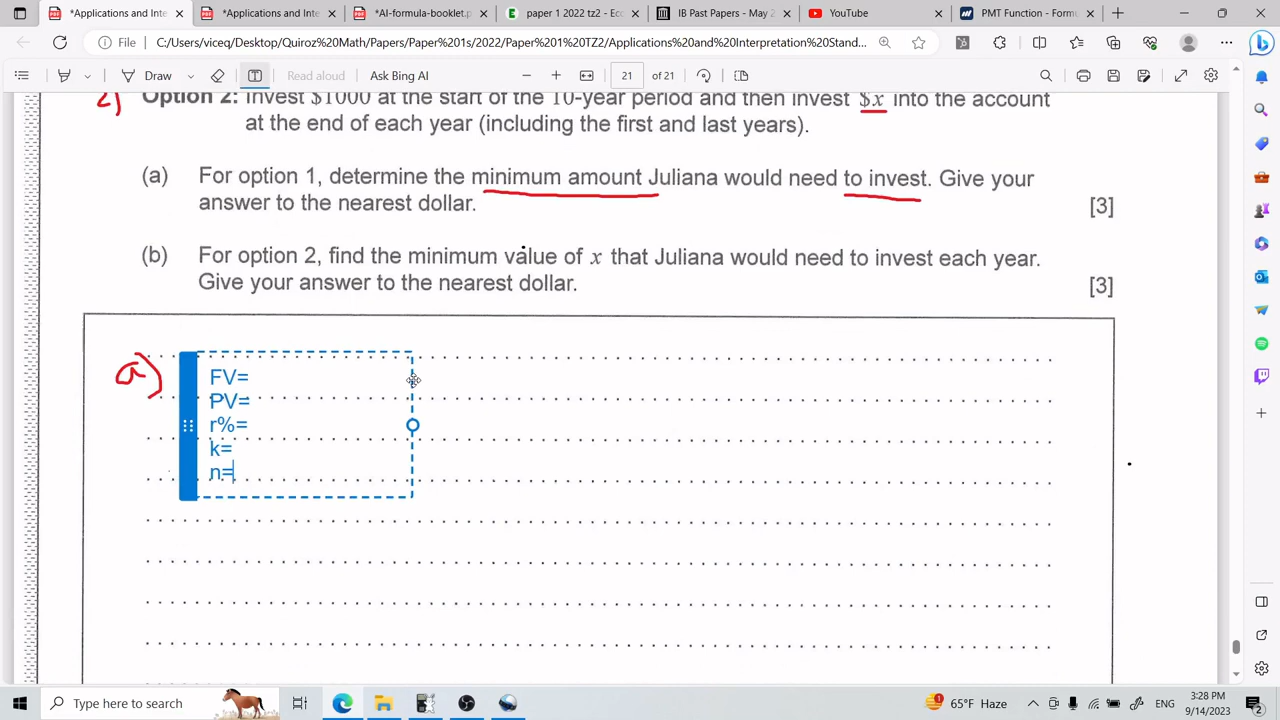 *Applications and Inte
*Applications and Inte
*AI-formula-booklet.p
paper 1 2022 tz2 - Ec
IB Past Papers - May 2
YouTube
PMT Function - Formu
File
C:/Users/viceq/Desktop/Quiroz%20Math/Papers/Paper%201s/2022/Paper%201%20TZ2/Applications%20and%20Interpretation%20Stand...
Draw
Read aloud
Ask Bing AI
21
of 21
2) Option 2: Invest $1000 at the start of the 10-year period and then invest $x into the account
at the end of each year (including the first and last years).
(a) For option 1, determine the minimum amount Juliana would need to invest. Give your
answer to the nearest dollar.
[3]
(b) For option 2, find the minimum value of x that Juliana would need to invest each year.
Give your answer to the nearest dollar.
[3]
a)
FV=
PV=
r%=
k=
n=
Type here to search
1
65°F Haze
ENG
3:28 PM
9/14/2023
2